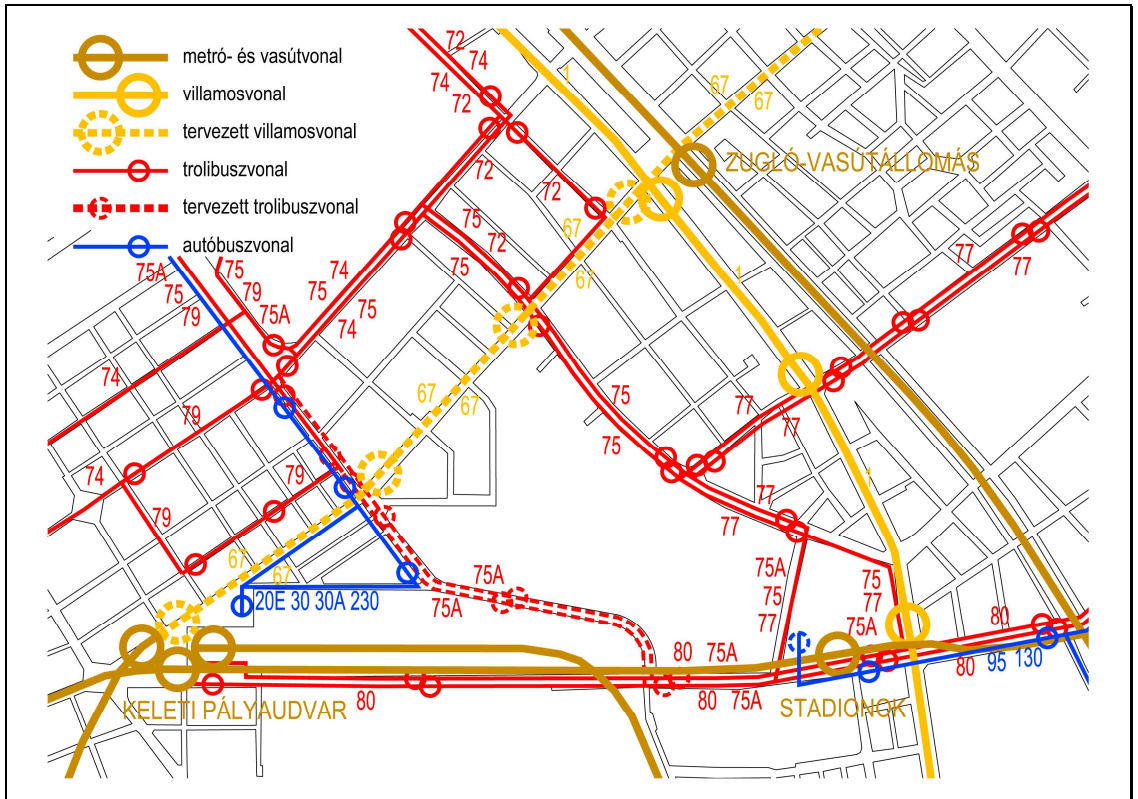 metró- és vasútvonal
villamosvonal
tervezett villamosvonal
trolibuszvonal
tervezett trolibuszvonal
autóbuszvonal
72
74
74
72
1
67
67
ZUGLÓ-VASÚTÁLLOMÁS
72
72
75
72
67
75
67
1
77
77
75A
75
79
75
79
75A
74
75
75
74
74
79
67
67
75
75
77
77
74
79
79
1
77
77
67
67
75A
75A
75A
75
77
75
77
75A
80
80
20E 30 30A 230
80
75A
95 130
80
80
75A
KELETI PÁLYAUDVAR
STADIONOK